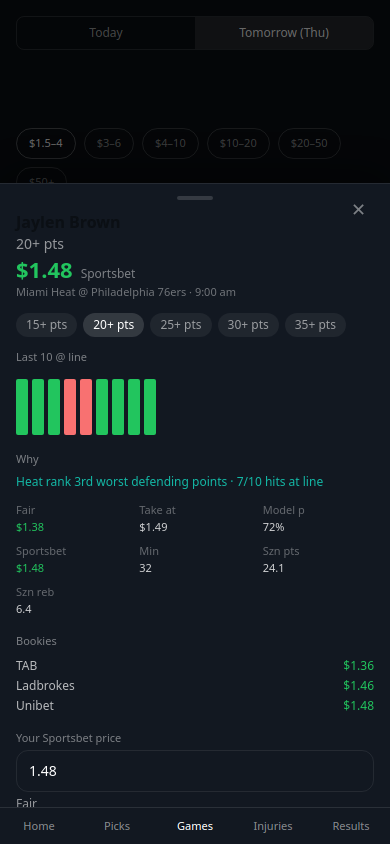 Today
Tomorrow (Thu)
$1.5–4
$3–6
$4–10
$10–20
$20–50
$50+
Jaylen Brown
✕
20+ pts
$1.48 Sportsbet
Miami Heat @ Philadelphia 76ers · 9:00 am
15+ pts
20+ pts
25+ pts
30+ pts
35+ pts
Last 10 @ line
Why
Heat rank 3rd worst defending points · 7/10 hits at line
Fair
Take at
Model p
$1.38
$1.49
72%
Sportsbet
Min
Szn pts
$1.48
32
24.1
Szn reb
6.4
Bookies
TAB $1.36
Ladbrokes $1.46
Unibet $1.48
Your Sportsbet price
1.48
Fair
Home
Picks
Games
Injuries
Results